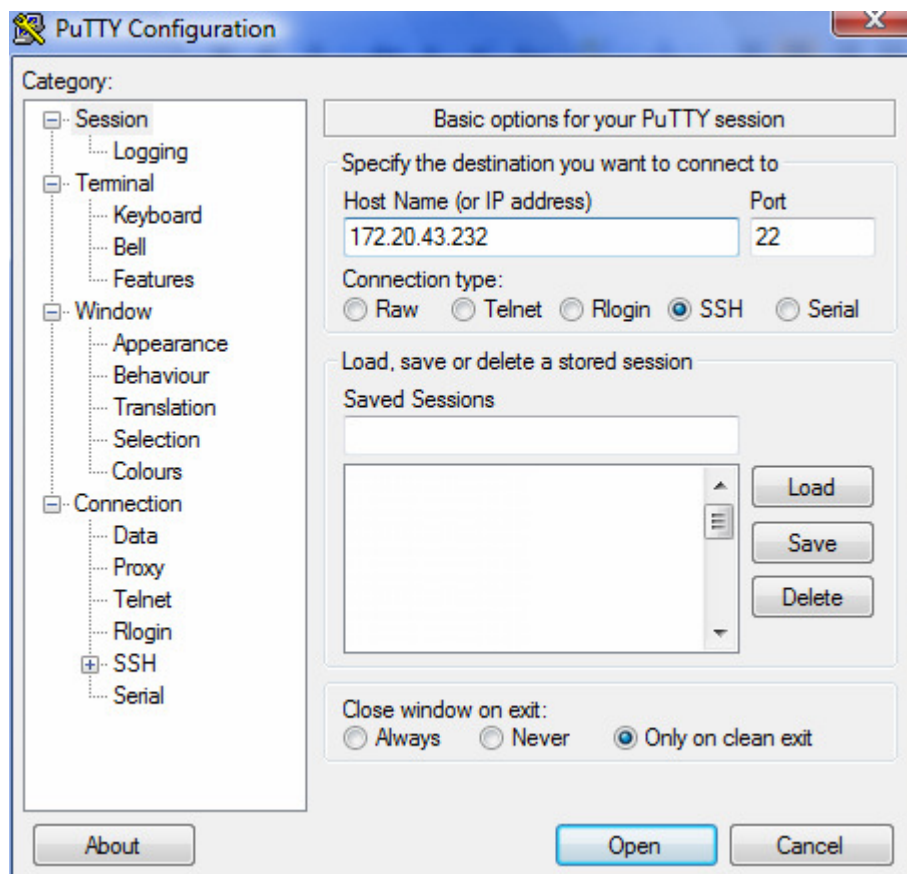 PuTTY Configuration
Category:
Session
Logging
Terminal
Keyboard
Bell
Features
Window
Appearance
Behaviour
Translation
Selection
Colours
Connection
Data
Proxy
Telnet
Rlogin
SSH
Serial
Basic options for your PuTTY session
Specify the destination you want to connect to
Host Name (or IP address) Port
172.20.43.232 22
Connection type:
Raw Telnet Rlogin SSH Serial
Load, save or delete a stored session
Saved Sessions
Load
Save
Delete
Close window on exit:
Always Never Only on clean exit
About Open Cancel